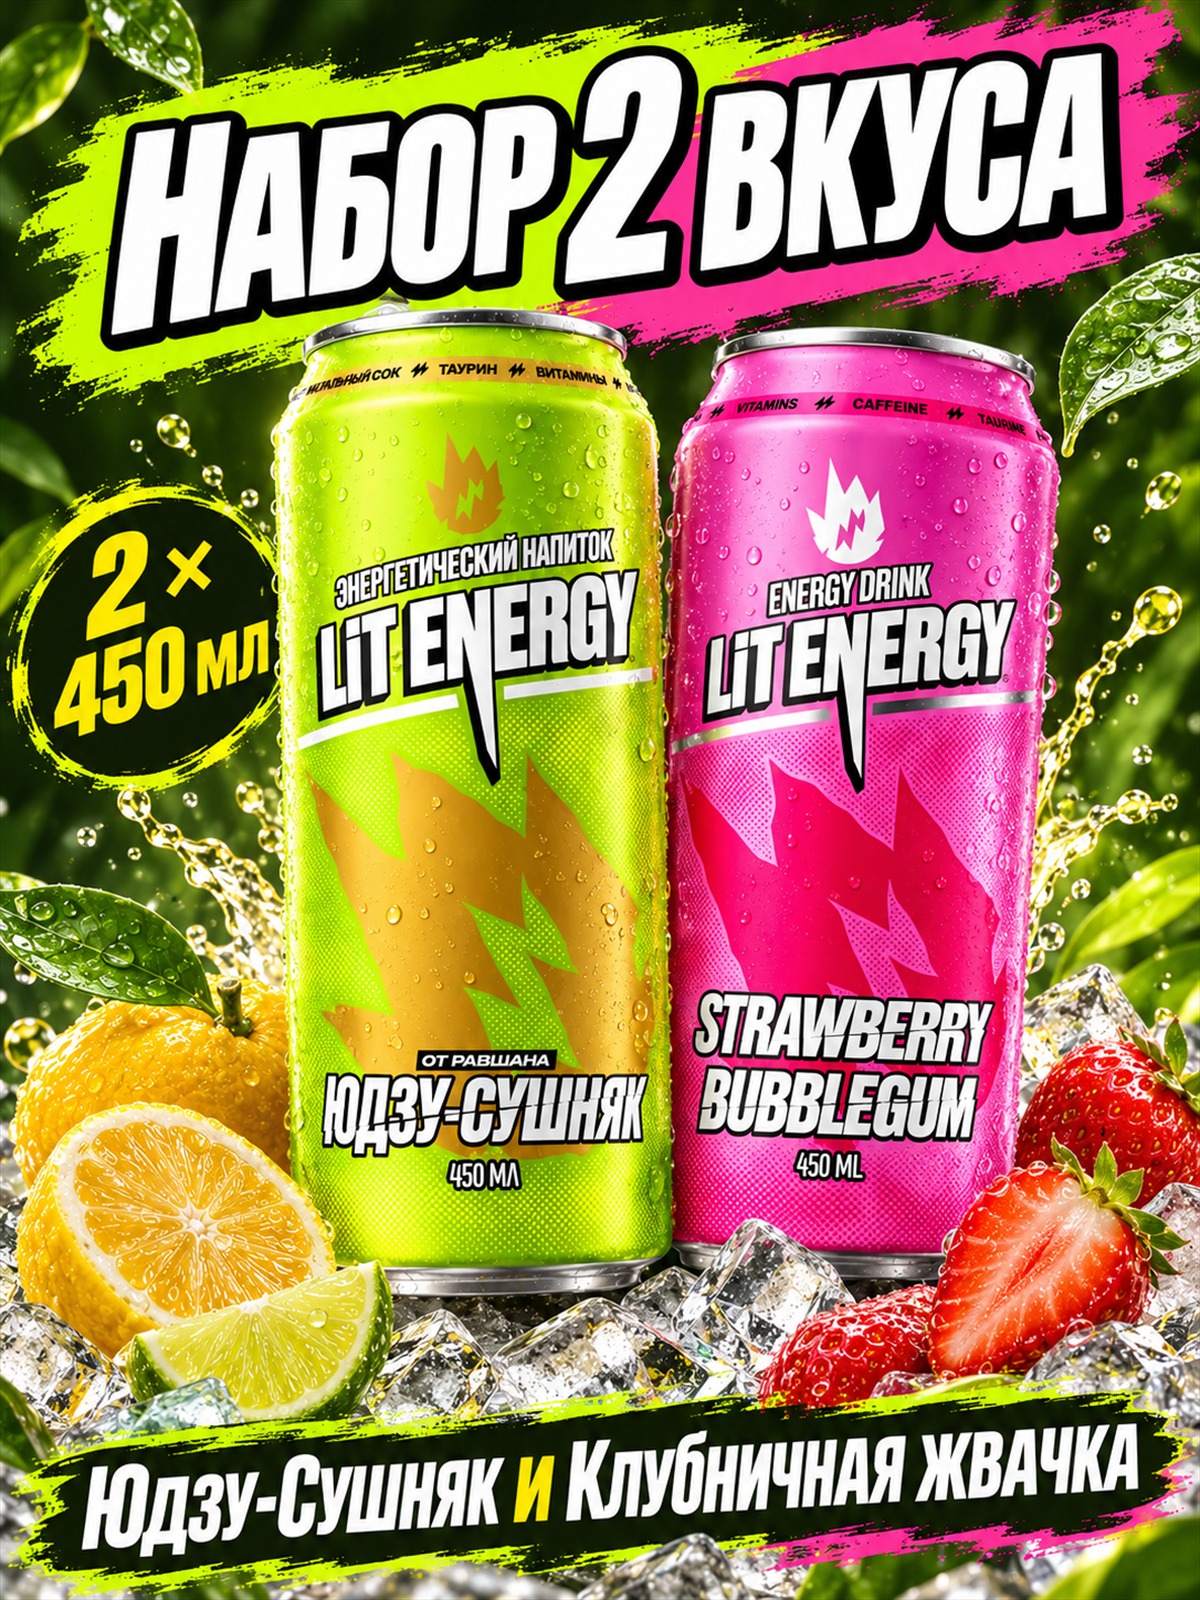 НАБОР 2 ВКУСА
ТАУРИН
ВИТАМИНЫ
VITAMINS
CAFFEINE
TAURINE
2 ×
450 МЛ
ЭНЕРГЕТИЧЕСКИЙ НАПИТОК
LIT ENERGY
ENERGY DRINK
LIT ENERGY
ОТ РАВШАНА
ЮДЗУ-СУШНЯК
450 МЛ
STRAWBERRY
BUBBLEGUM
450 ML
Юдзу-Сушняк и Клубничная жвачка